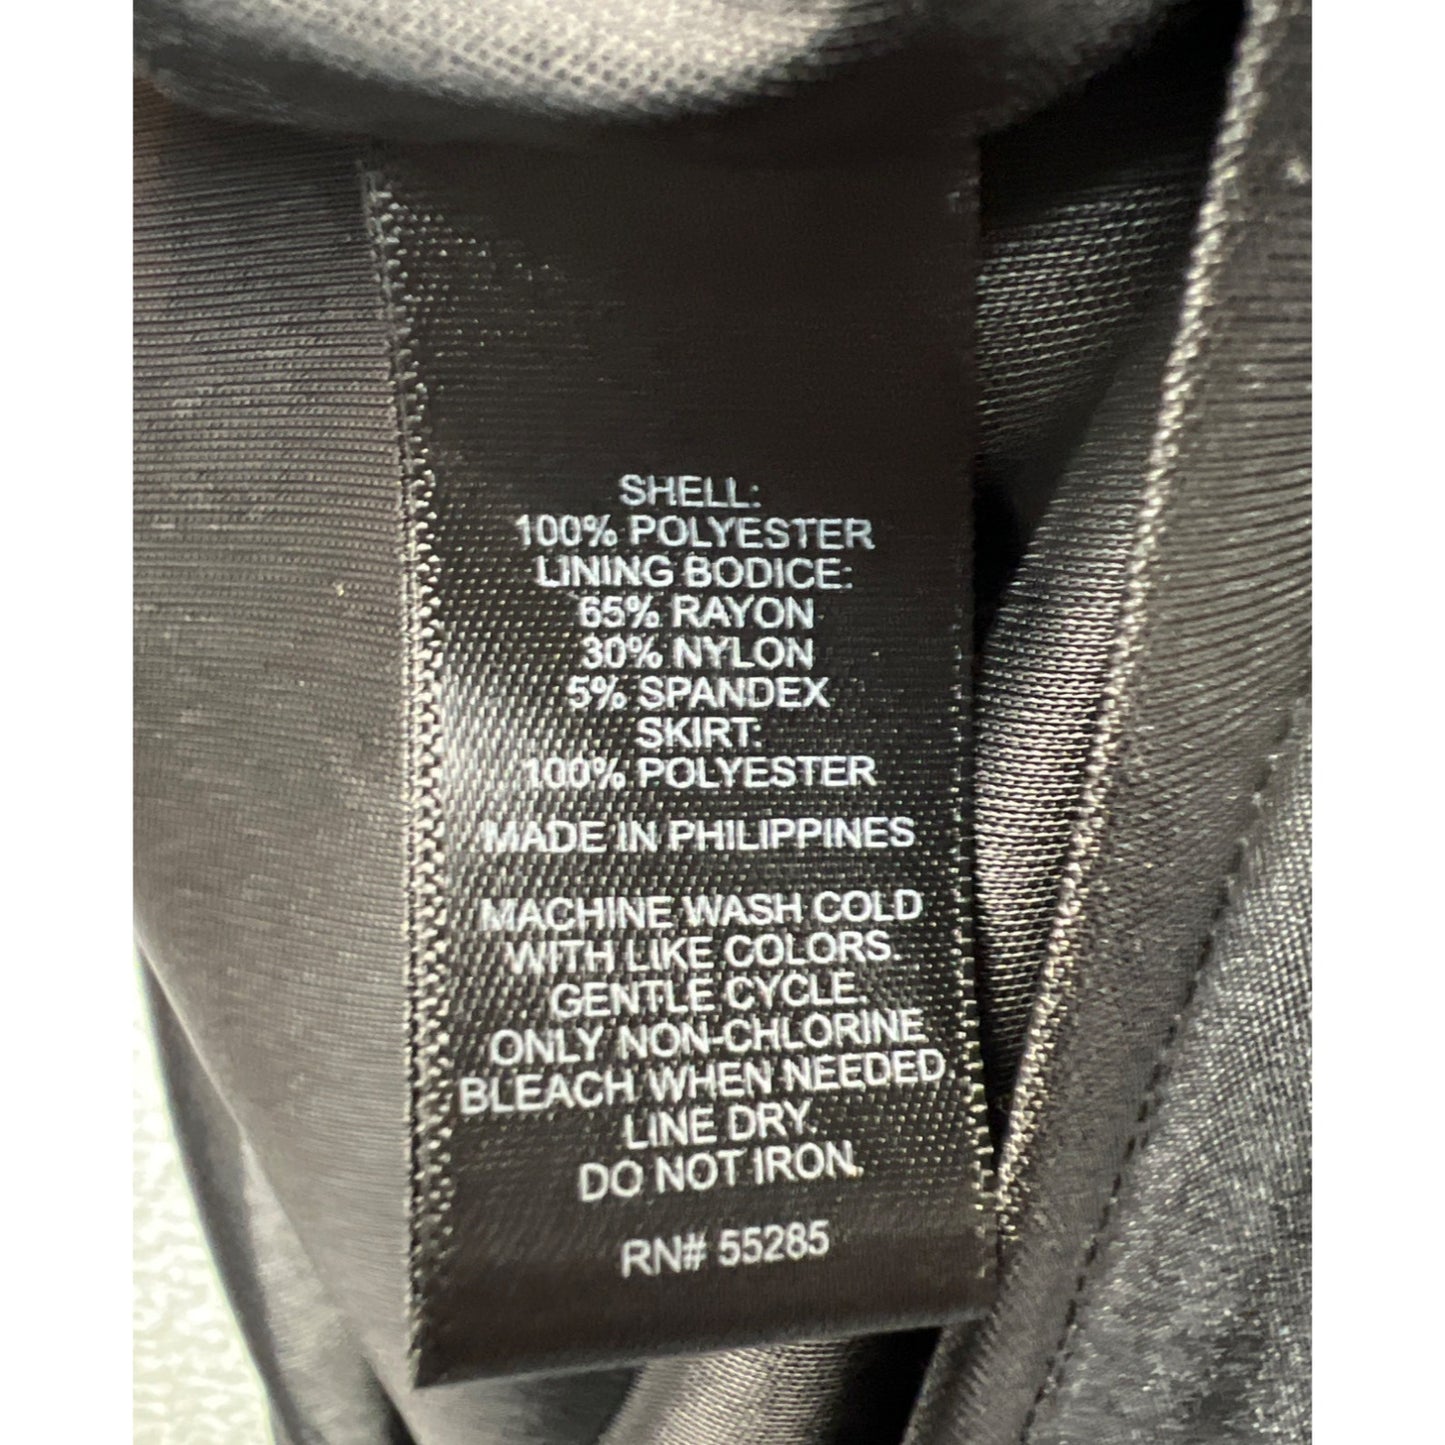 SHELL:
100% POLYESTER
LINING BODICE:
65% RAYON
30% NYLON
5% SPANDEX
SKIRT:
100% POLYESTER
MADE IN PHILIPPINES
MACHINE WASH COLD
WITH LIKE COLORS.
GENTLE CYCLE.
ONLY NON-CHLORINE
BLEACH WHEN NEEDED
LINE DRY.
DO NOT IRON.
RN# 55285